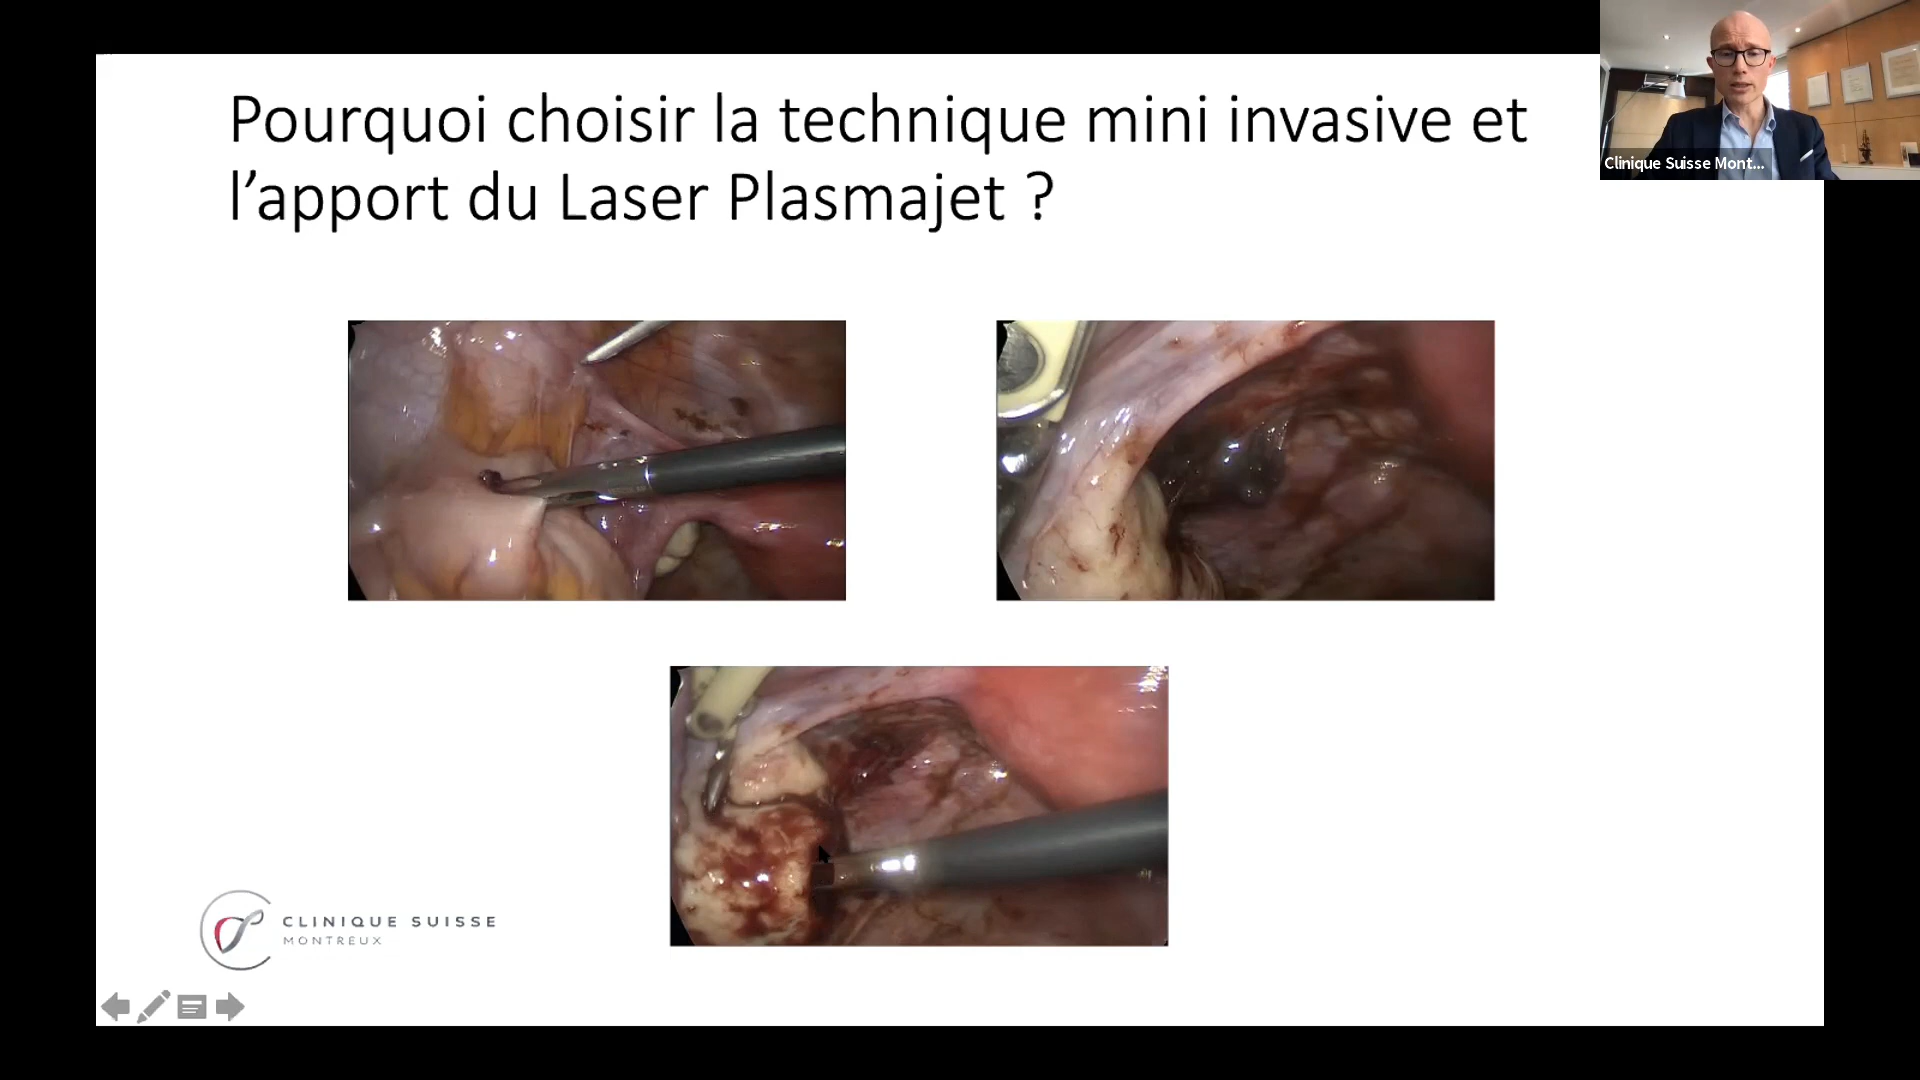 Pourquoi choisir la technique mini invasive et
l’apport du Laser Plasmajet ?
Clinique Suisse Mont...
CLINIQUE SUISSE
MONTREUX